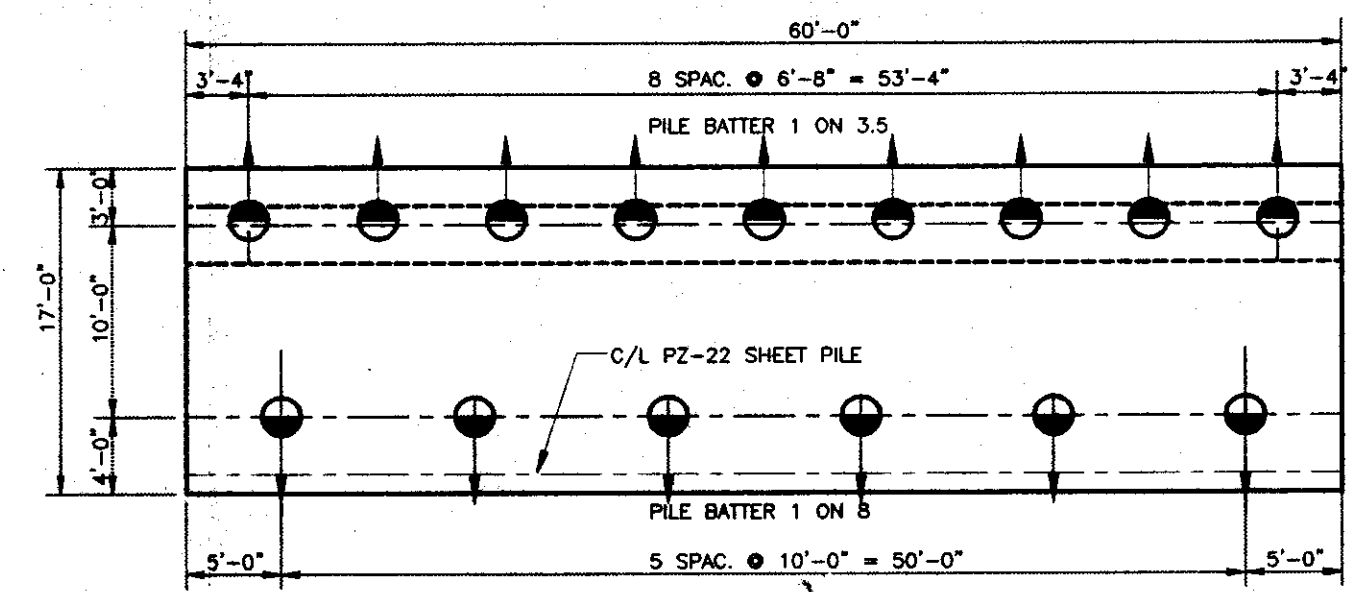 60'-0"
3'-4"
8 SPAC. @ 6'-8" = 53'-4"
3'-4"
PILE BATTER 1 ON 3.5
3'-0"
17'-0"
10'-0"
C/L PZ-22 SHEET PILE
4'-0"
PILE BATTER 1 ON 8
5'-0"
5 SPAC. @ 10'-0" = 50'-0"
5'-0"